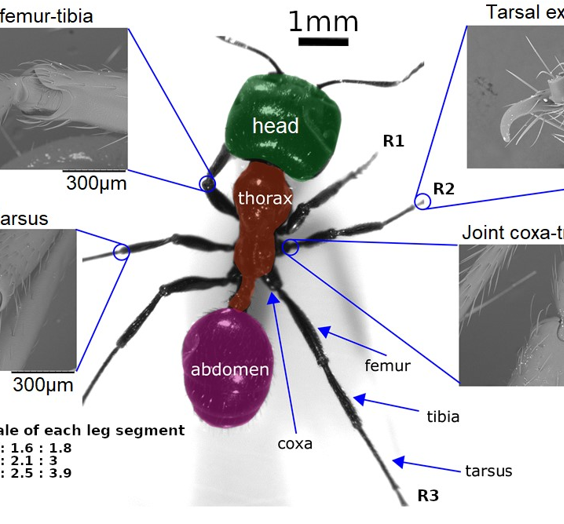 femur-tibia
1mm
Tarsal ex
head
R1
300µm
thorax
R2
arsus
Joint coxa-t
abdomen
300µm
femur
ale of each leg segment
: 1.6 : 1.8
: 2.1 : 3
: 2.5 : 3.9
tibia
coxa
tarsus
R3